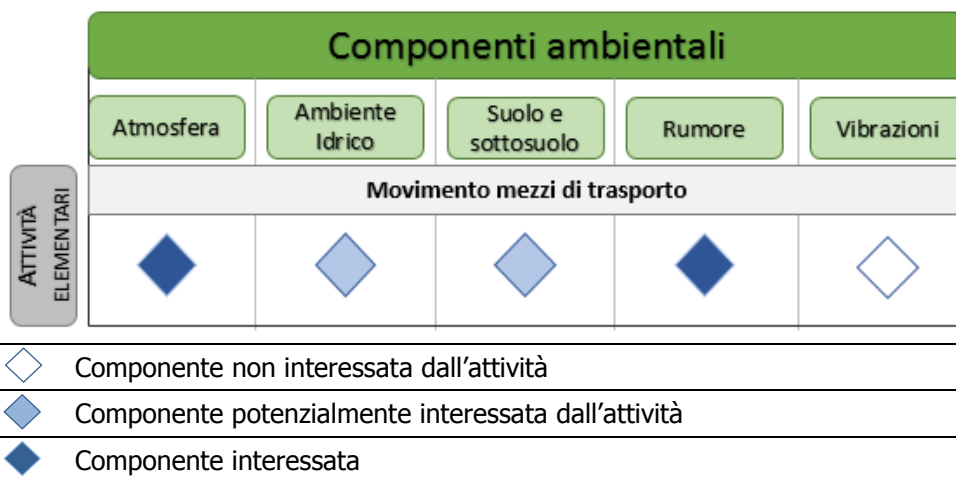 Componenti ambientali
Atmosfera
Ambiente
Idrico
Suolo e
sottosuolo
Rumore
Vibrazioni
Movimento mezzi di trasporto
ATTIVITÀ
ELEMENTARI
Componente non interessata dall’attività
Componente potenzialmente interessata dall’attività
Componente interessata